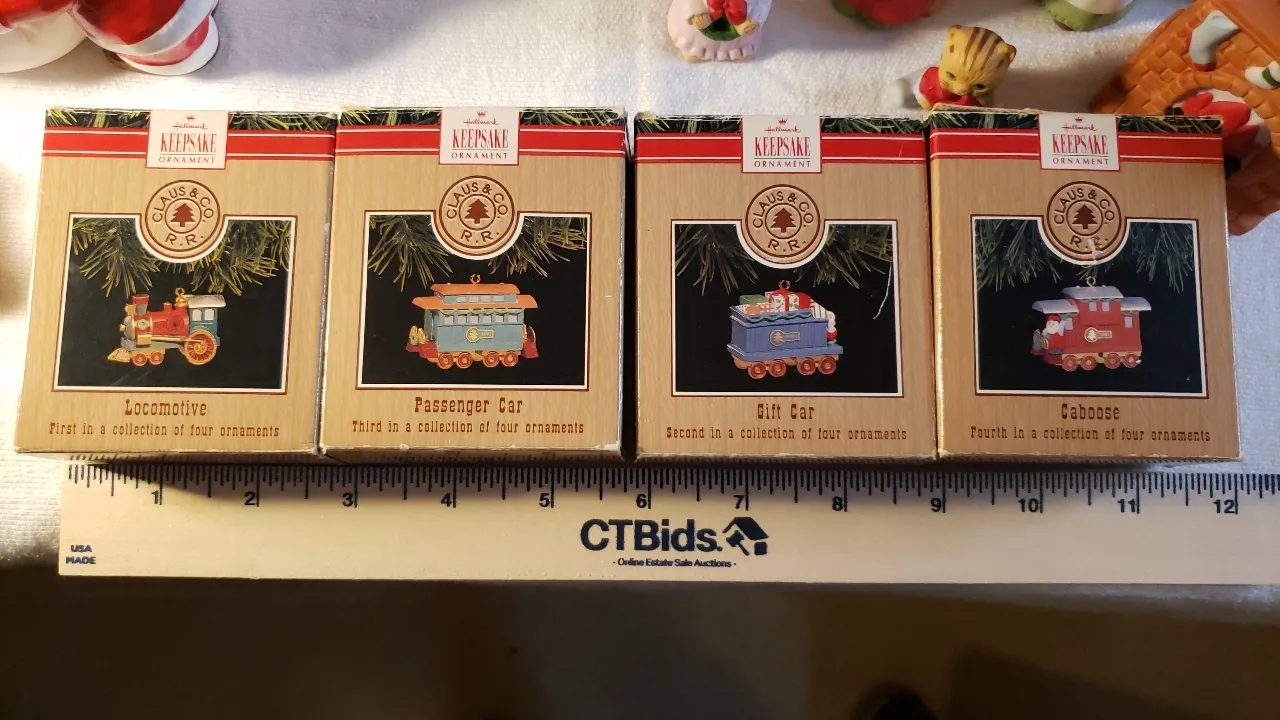 Hallmark
KEEPSAKE
ORNAMENT
CLAUS & CO.
R.R.
Locomotive
First in a collection of four ornaments
Hallmark
KEEPSAKE
ORNAMENT
CLAUS & CO.
R.R.
Passenger Car
Third in a collection of four ornaments
Hallmark
KEEPSAKE
ORNAMENT
CLAUS & CO.
R.R.
Gift Car
Second in a collection of four ornaments
Hallmark
KEEPSAKE
ORNAMENT
CLAUS & CO.
R.R.
Caboose
Fourth in a collection of four ornaments
1 2 3 4 5 6 7 8 9 10 11 12
USA
MADE
CTBids.
· Online Estate Sale Auctions ·